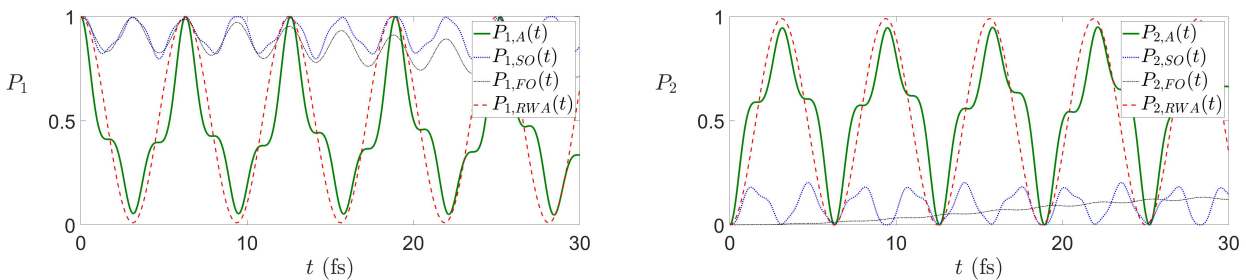 1
0.5
0
P₁
0
10
20
30
t (fs)
P₁,A(t)
P₁,SO(t)
P₁,FO(t)
P₁,RWA(t)
1
0.5
0
P₂
0
10
20
30
t (fs)
P₂,A(t)
P₂,SO(t)
P₂,FO(t)
P₂,RWA(t)